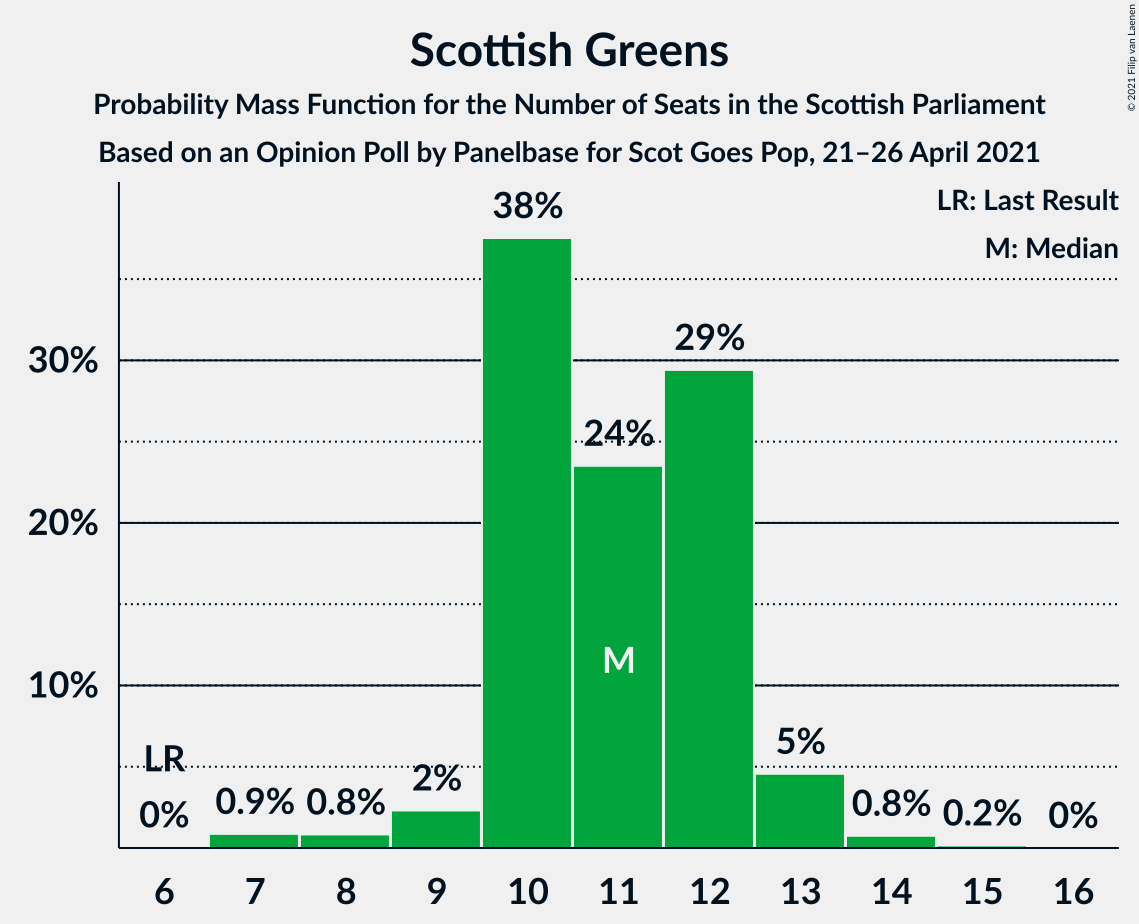 Scottish Greens
Probability Mass Function for the Number of Seats in the Scottish Parliament
Based on an Opinion Poll by Panelbase for Scot Goes Pop, 21–26 April 2021
© 2021 Filip van Laenen
LR: Last Result
M: Median
38%
29%
24%
30%
20%
10%
M
LR
0%
0.9%
0.8%
2%
5%
0.8%
0.2%
0%
6 7 8 9 10 11 12 13 14 15 16